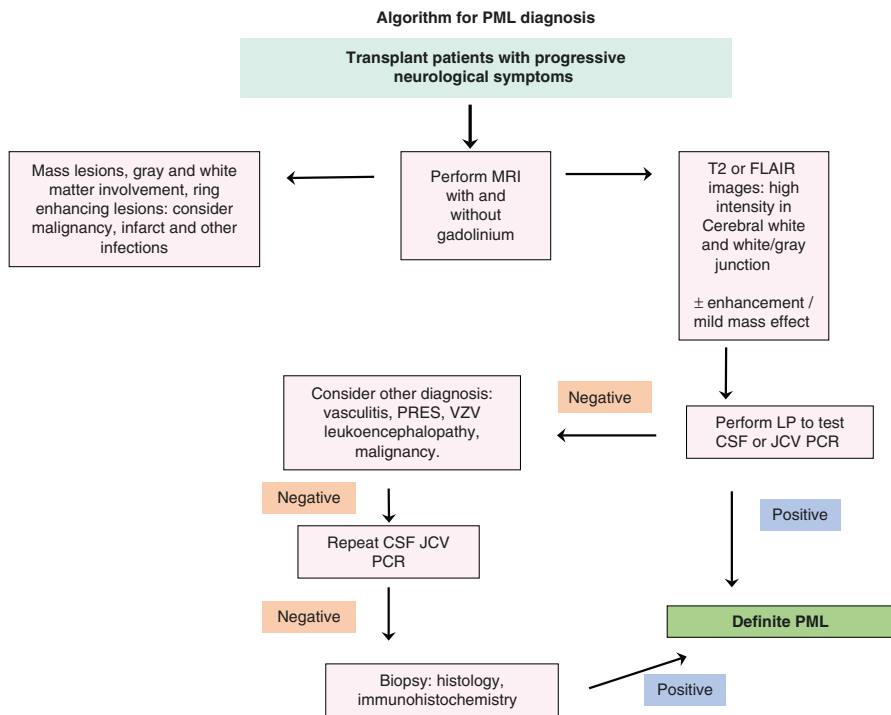 Algorithm for PML diagnosis
Transplant patients with progressive
neurological symptoms
Mass lesions, gray and white
matter involvement, ring
enhancing lesions: consider
malignancy, infarct and other
infections
Perform MRI
with and
without
gadolinium
T2 or FLAIR
images: high
intensity in
Cerebral white
and white/gray
junction
± enhancement /
mild mass effect
Consider other diagnosis:
vasculitis, PRES, VZV
leukoencephalopathy,
malignancy.
Negative
Perform LP to test
CSF or JCV PCR
Negative
Positive
Repeat CSF JCV
PCR
Negative
Definite PML
Biopsy: histology,
immunohistochemistry
Positive